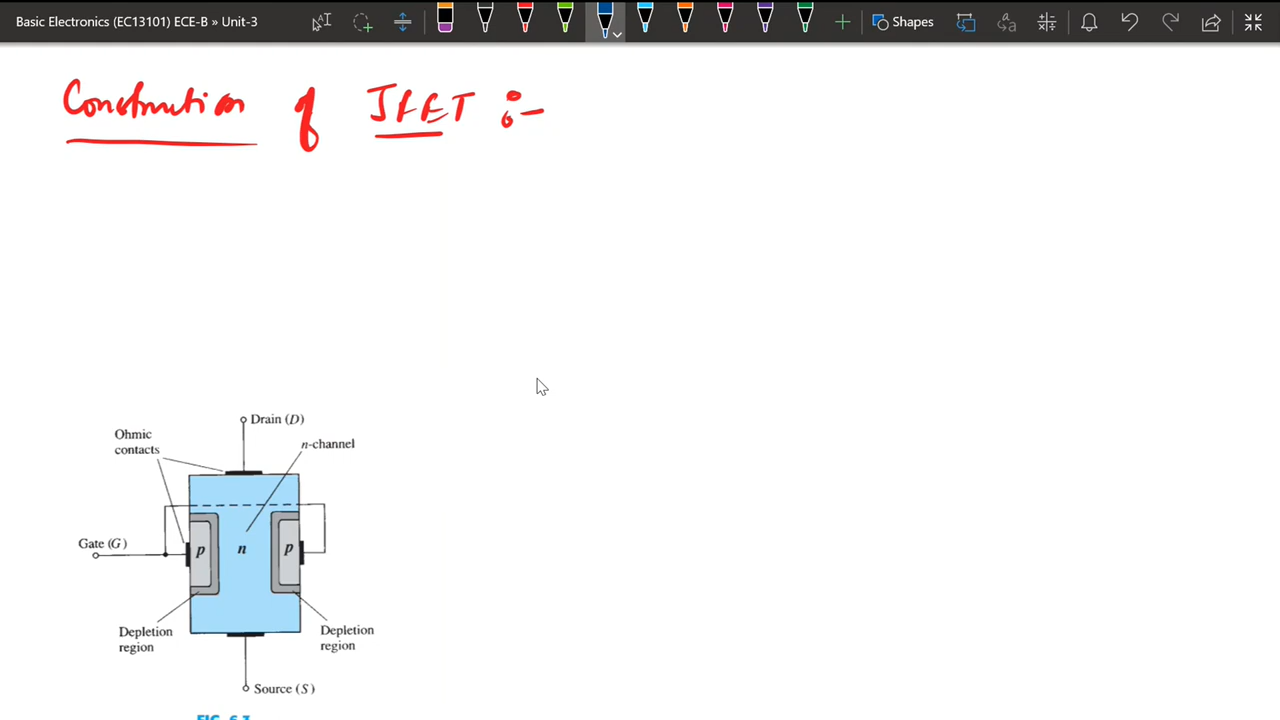 Basic Electronics (EC13101) ECE-B » Unit-3
Shapes
Construction of JFET :-
Drain (D)
Ohmic
contacts
n-channel
Gate (G)
p
n
p
Depletion
region
Depletion
region
Source (S)